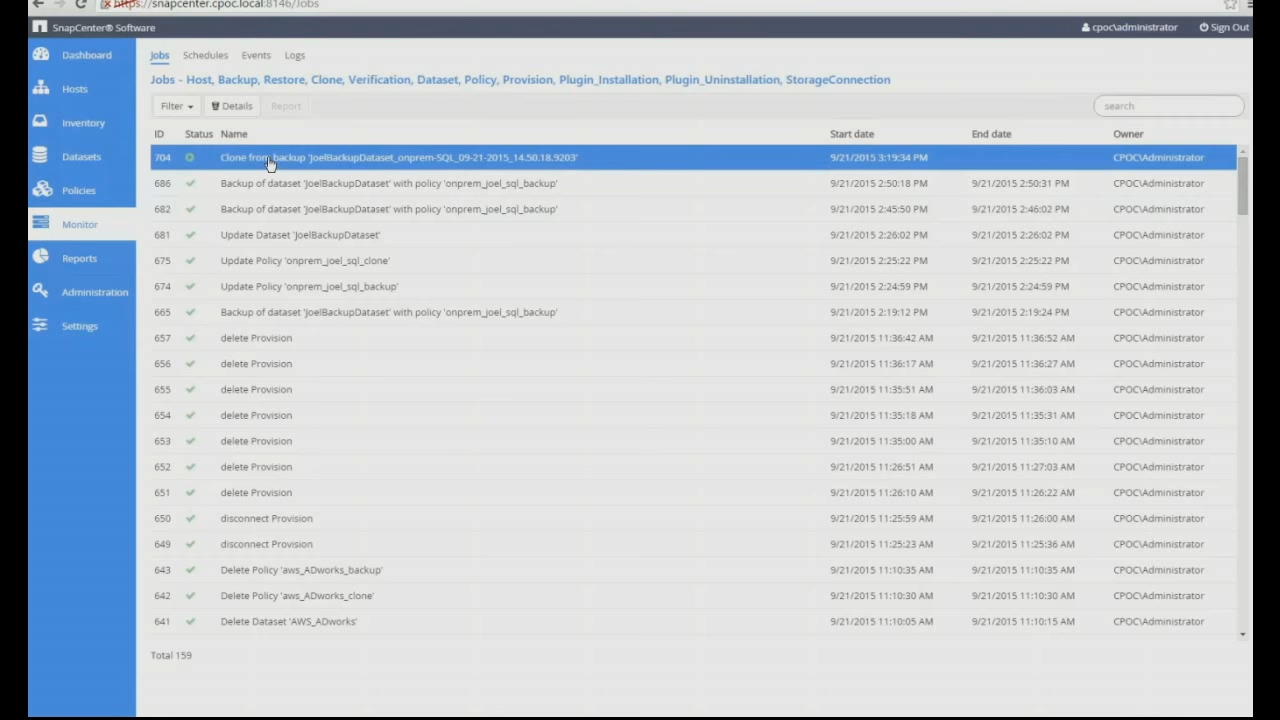 https://snapcenter.cpoc.local:8146/Jobs
SnapCenter® Software cpoc\administrator Sign Out
Dashboard
Hosts
Inventory
Datasets
Policies
Monitor
Reports
Administration
Settings
Jobs Schedules Events Logs
Jobs - Host, Backup, Restore, Clone, Verification, Dataset, Policy, Provision, Plugin_Installation, Plugin_Uninstallation, StorageConnection
Filter Details Report search
ID Status Name Start date End date Owner
704 Clone from backup 'JoelBackupDataset_onprem-SQL_09-21-2015_14.50.18.9203' 9/21/2015 3:19:34 PM CPOC\Administrator
686 Backup of dataset 'JoelBackupDataset' with policy 'onprem_joel_sql_backup' 9/21/2015 2:50:18 PM 9/21/2015 2:50:31 PM CPOC\Administrator
682 Backup of dataset 'JoelBackupDataset' with policy 'onprem_joel_sql_backup' 9/21/2015 2:45:50 PM 9/21/2015 2:46:02 PM CPOC\Administrator
681 Update Dataset 'JoelBackupDataset' 9/21/2015 2:26:02 PM 9/21/2015 2:26:02 PM CPOC\Administrator
675 Update Policy 'onprem_joel_sql_clone' 9/21/2015 2:25:22 PM 9/21/2015 2:25:22 PM CPOC\Administrator
674 Update Policy 'onprem_joel_sql_backup' 9/21/2015 2:24:59 PM 9/21/2015 2:24:59 PM CPOC\Administrator
665 Backup of dataset 'JoelBackupDataset' with policy 'onprem_joel_sql_backup' 9/21/2015 2:19:12 PM 9/21/2015 2:19:24 PM CPOC\Administrator
657 delete Provision 9/21/2015 11:36:42 AM 9/21/2015 11:36:52 AM CPOC\Administrator
656 delete Provision 9/21/2015 11:36:17 AM 9/21/2015 11:36:27 AM CPOC\Administrator
655 delete Provision 9/21/2015 11:35:51 AM 9/21/2015 11:36:03 AM CPOC\Administrator
654 delete Provision 9/21/2015 11:35:18 AM 9/21/2015 11:35:31 AM CPOC\Administrator
653 delete Provision 9/21/2015 11:35:00 AM 9/21/2015 11:35:10 AM CPOC\Administrator
652 delete Provision 9/21/2015 11:26:51 AM 9/21/2015 11:27:03 AM CPOC\Administrator
651 delete Provision 9/21/2015 11:26:10 AM 9/21/2015 11:26:22 AM CPOC\Administrator
650 disconnect Provision 9/21/2015 11:25:59 AM 9/21/2015 11:26:00 AM CPOC\Administrator
649 disconnect Provision 9/21/2015 11:25:23 AM 9/21/2015 11:25:36 AM CPOC\Administrator
643 Delete Policy 'aws_ADworks_backup' 9/21/2015 11:10:35 AM 9/21/2015 11:10:35 AM CPOC\Administrator
642 Delete Policy 'aws_ADworks_clone' 9/21/2015 11:10:30 AM 9/21/2015 11:10:30 AM CPOC\Administrator
641 Delete Dataset 'AWS_ADworks' 9/21/2015 11:10:05 AM 9/21/2015 11:10:15 AM CPOC\Administrator
Total 159